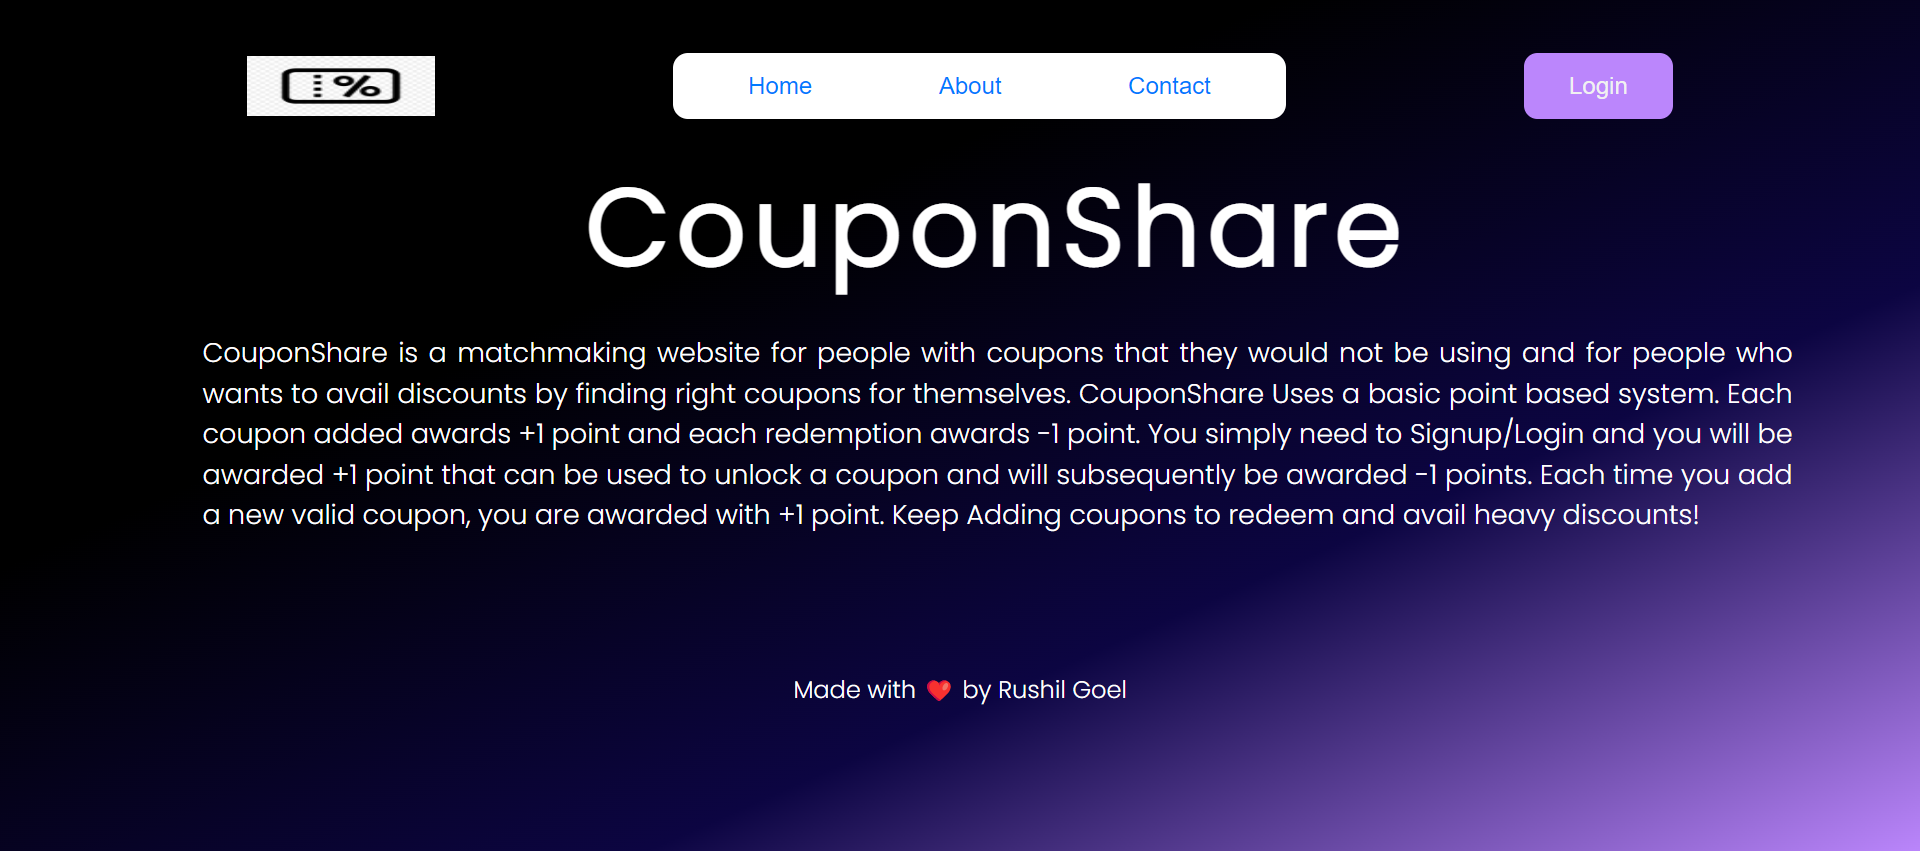 %
Home About Contact Login
CouponShare
CouponShare is a matchmaking website for people with coupons that they would not be using and for people who
wants to avail discounts by finding right coupons for themselves. CouponShare Uses a basic point based system. Each
coupon added awards +1 point and each redemption awards -1 point. You simply need to Signup/Login and you will be
awarded +1 point that can be used to unlock a coupon and will subsequently be awarded -1 points. Each time you add
a new valid coupon, you are awarded with +1 point. Keep Adding coupons to redeem and avail heavy discounts!
Made with ❤️ by Rushil Goel